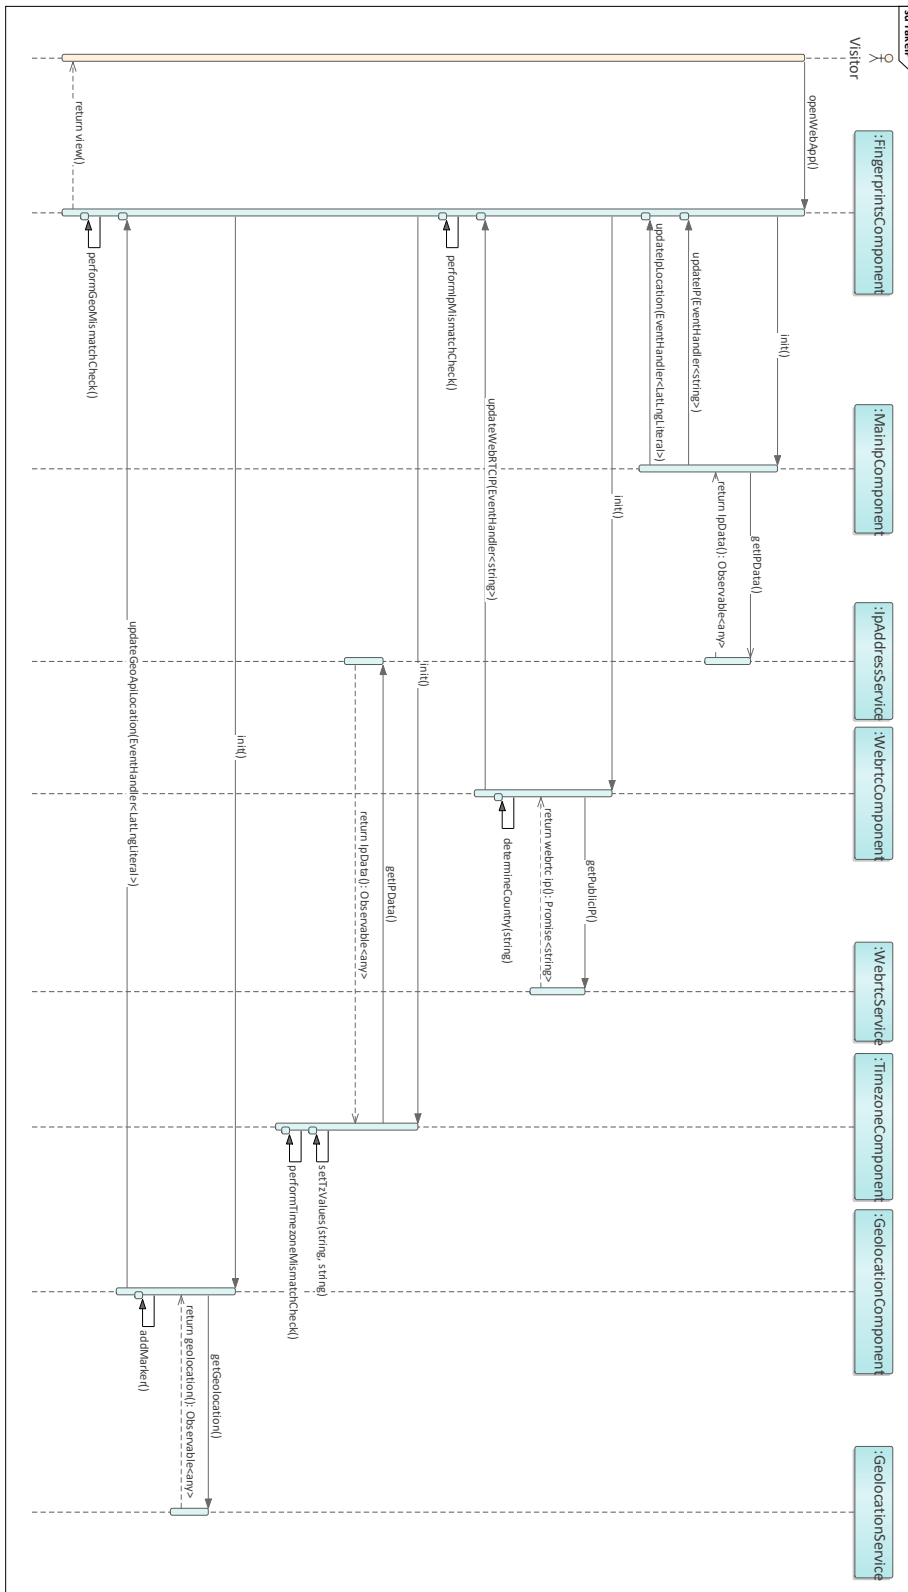 Visitor
:FingerprintsComponent
:MainIpComponent
:IpAddressService
:WebrtcComponent
:WebrtcService
:TimezoneComponent
:GeolocationComponent
:GeolocationService
openWebApp()
init()
getIPData()
return IpData(): Observable<any>
updateIP(EventHandler<string>)
updateIpLocation(EventHandler<LatLngLiteral>)
init()
getPublicIP()
return webrtc ip(): Promise<string>
determineCountry(string)
updateWebRTCIP(EventHandler<string>)
performIpMismatchCheck()
init()
getIPData()
return IpData(): Observable<any>
setTzValues(string, string)
performTimezoneMismatchCheck()
init()
getGeolocation()
return geolocation(): Observable<any>
addMarker()
updateGeoApiLocation(EventHandler<LatLngLiteral>)
performGeoMismatchCheck()
return view()